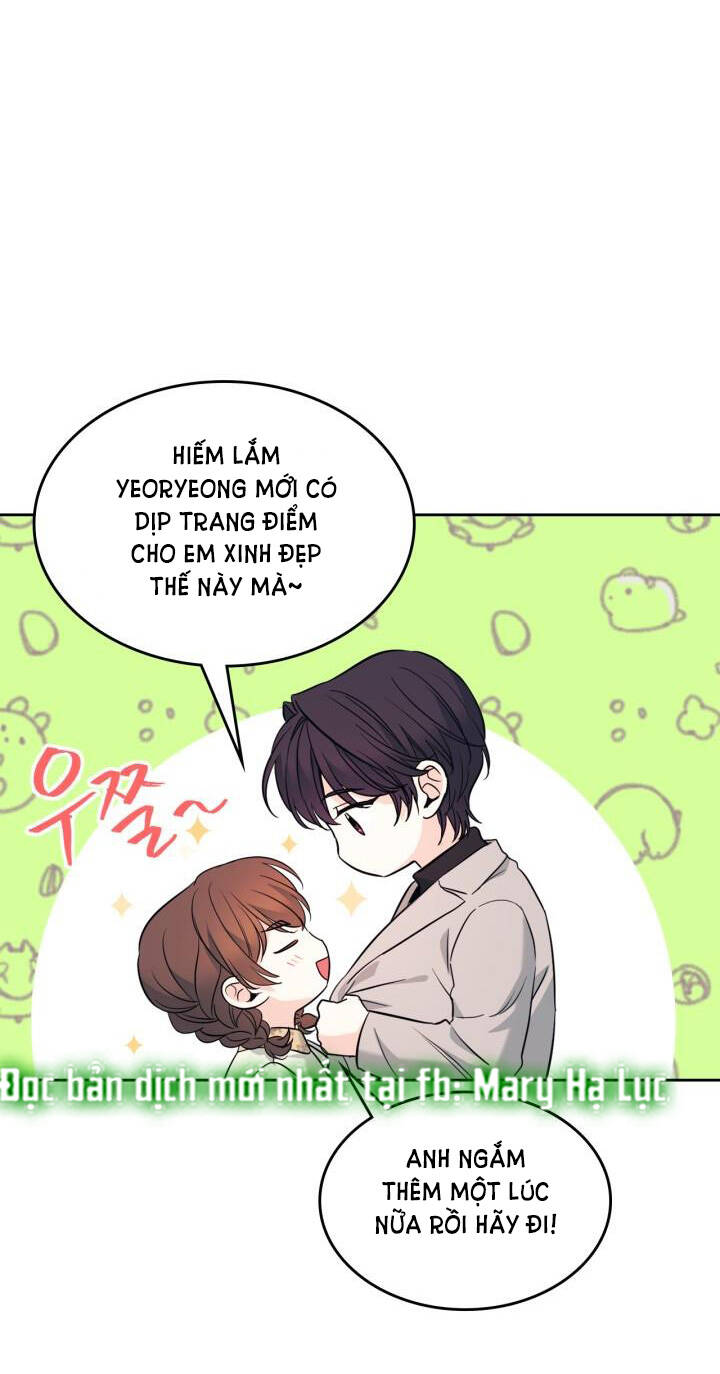 HIẾM LẮM
YEORYEONG MỚI CÓ
DỊP TRANG ĐIỂM
CHO EM XINH ĐẸP
THẾ NÀY MÀ~
우쭐~
Đọc bản dịch mới nhất tại fb: Mary Hạ Lục
ANH NGẮM
THÊM MỘT LÚC
NỮA RỒI HÃY ĐI!